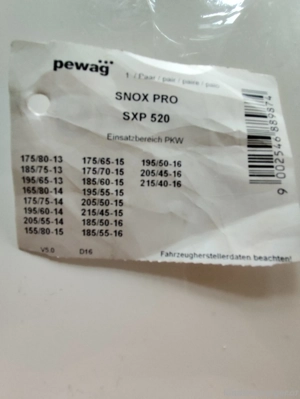 pewag
1 / Paar / pair / paire / paio
SNOX PRO
SXP 520
Einsatzbereich PKW
175/80-13 175/65-15 195/50-16
185/75-13 175/70-15 205/45-16
195/65-13 185/60-15 215/40-16
165/80-14 195/55-15
175/75-14 205/50-15
195/60-14 215/45-15
205/55-14 185/50-16
155/80-15 185/55-16
V5.0 D16
Fahrzeugherstellerdaten beachten!
9 002546 889874